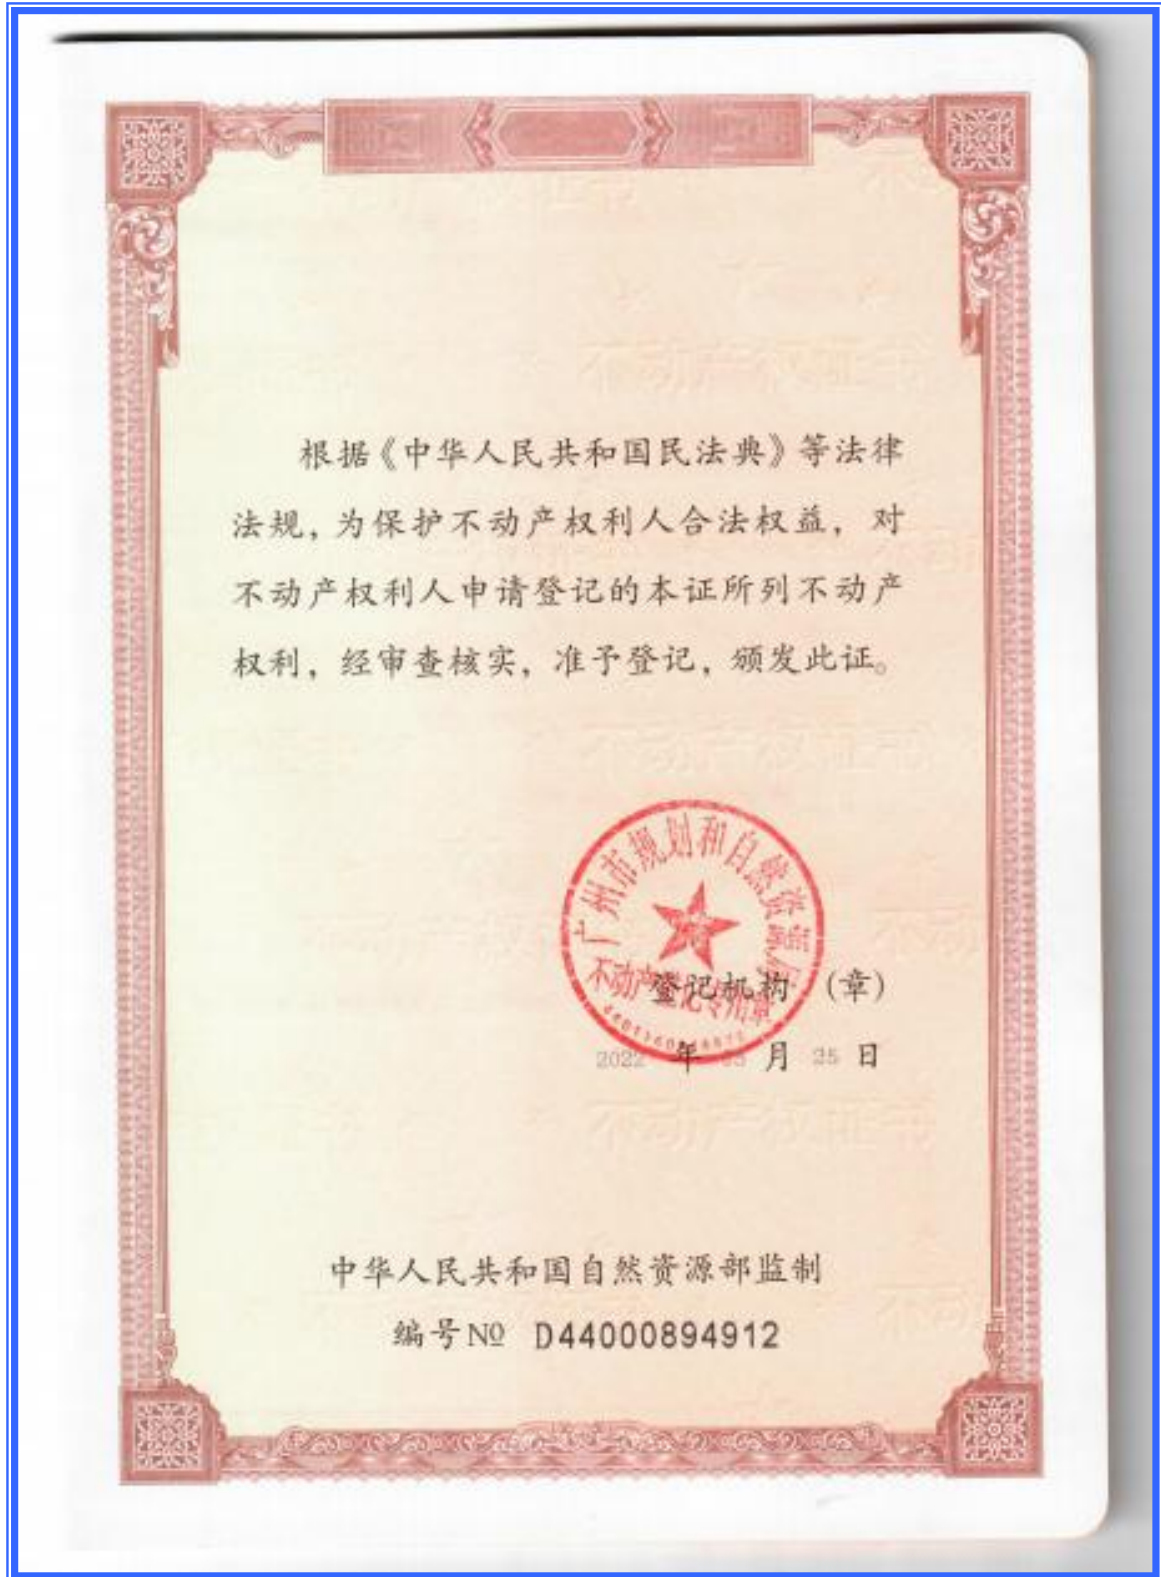 根据《中华人民共和国民法典》等法律
法规，为保护不动产权利人合法权益，对
不动产权利人申请登记的本证所列不动产
权利，经审查核实，准予登记，颁发此证。
广州市规划和自然资源局
不动产登记专用章
登记机构（章）
2022 年 月 25 日
中华人民共和国自然资源部监制
编号№ D44000894912